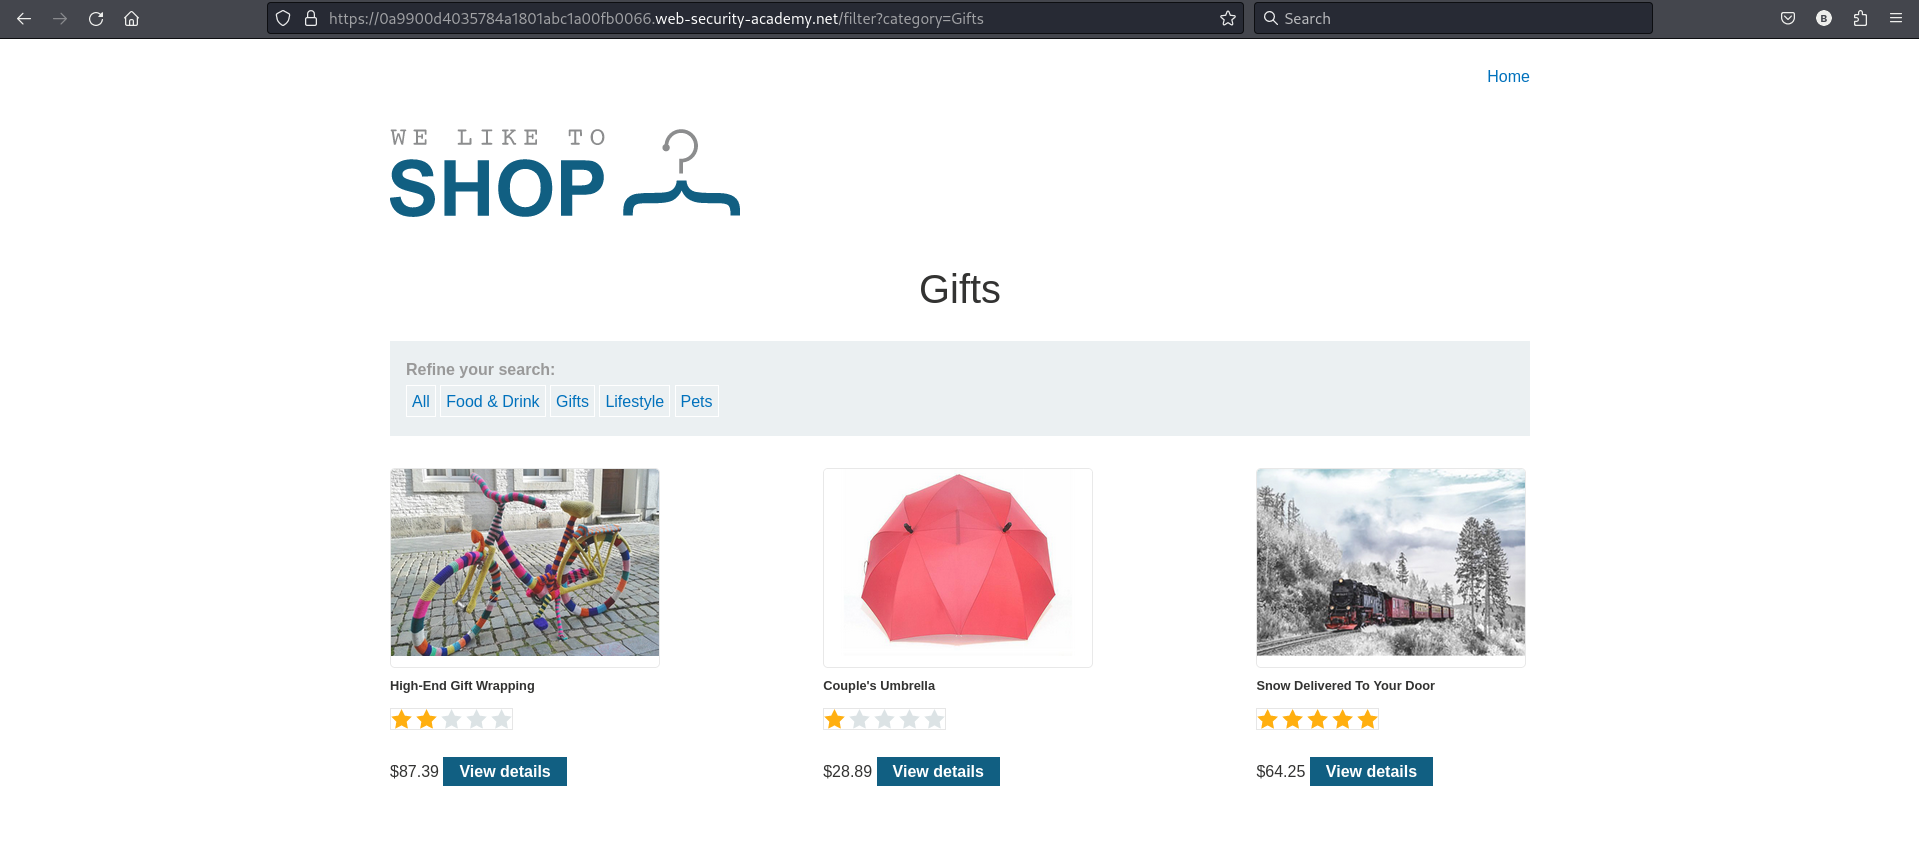 https://0a9900d4035784a1801abc1a00fb0066.web-security-academy.net/filter?category=Gifts
Search
B
Home
WE LIKE TO
SHOP
Gifts
Refine your search:
All Food & Drink Gifts Lifestyle Pets
High-End Gift Wrapping Couple's Umbrella Snow Delivered To Your Door
$87.39 View details $28.89 View details $64.25 View details